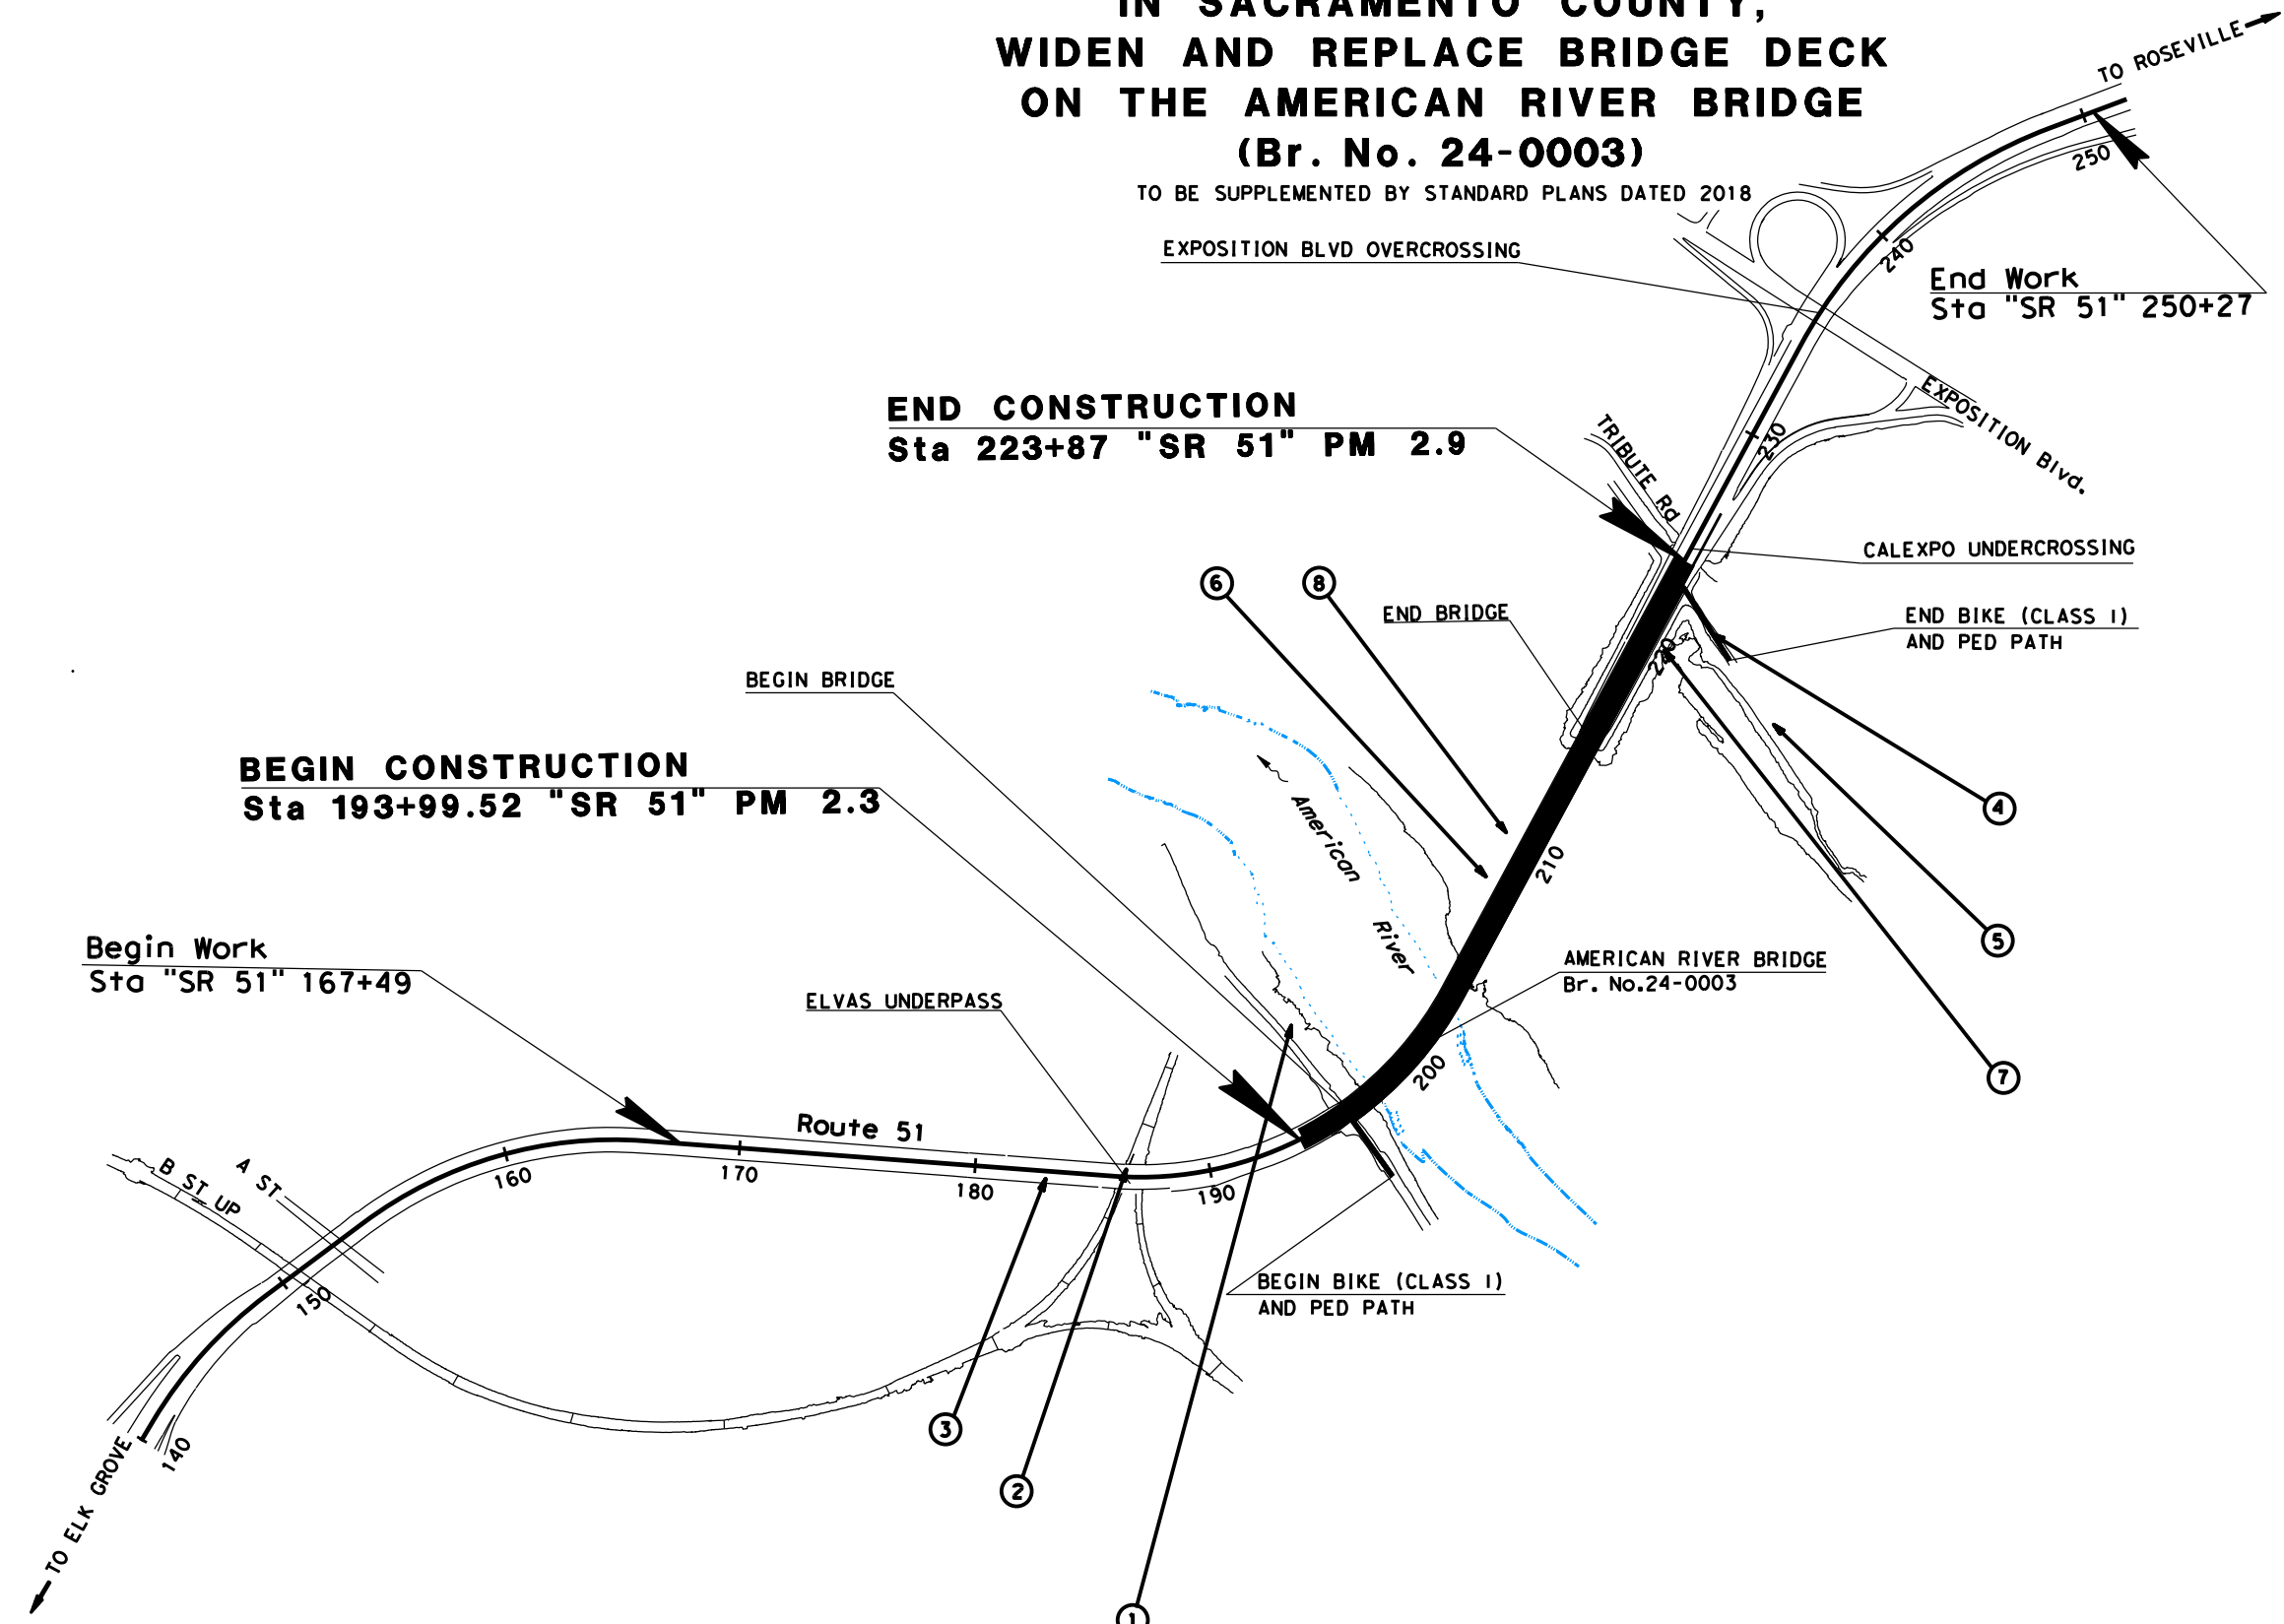 IN SACRAMENTO COUNTY,
WIDEN AND REPLACE BRIDGE DECK
ON THE AMERICAN RIVER BRIDGE
(Br. No. 24-0003)
TO BE SUPPLEMENTED BY STANDARD PLANS DATED 2018
TO ROSEVILLE
250
EXPOSITION BLVD OVERCROSSING
240
End Work
Sta "SR 51" 250+27
END CONSTRUCTION
Sta 223+87 "SR 51" PM 2.9
TRIBUTE Rd
230
EXPOSITION Blvd.
CALEXPO UNDERCROSSING
6
8
END BRIDGE
END BIKE (CLASS I)
AND PED PATH
BEGIN BRIDGE
220
BEGIN CONSTRUCTION
Sta 193+99.52 "SR 51" PM 2.3
American
River
210
4
5
Begin Work
Sta "SR 51" 167+49
ELVAS UNDERPASS
AMERICAN RIVER BRIDGE
Br. No.24-0003
200
7
Route 51
A ST
B ST UP
160
170
180
190
150
BEGIN BIKE (CLASS I)
AND PED PATH
140
3
2
1
TO ELK GROVE